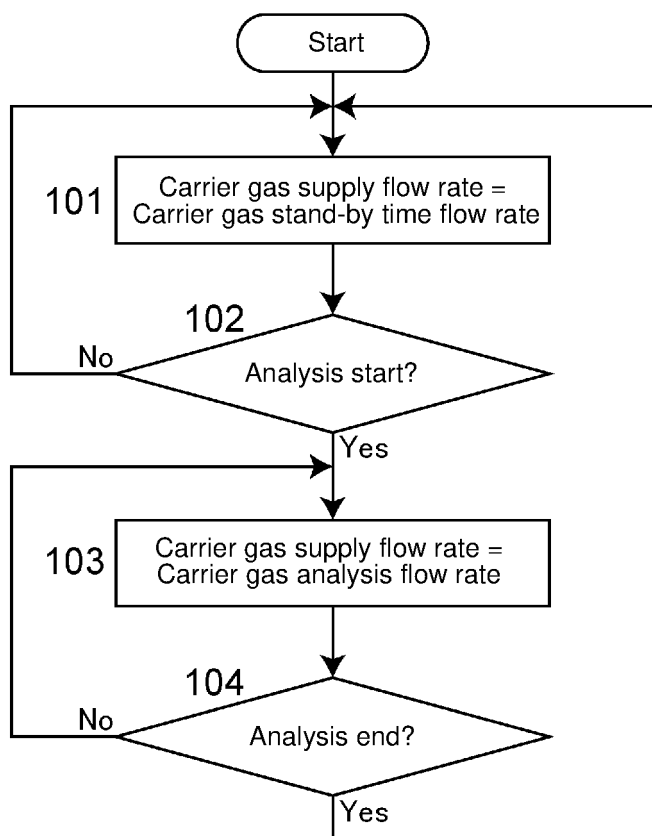 Start
101
Carrier gas supply flow rate =
Carrier gas stand-by time flow rate
102
No
Analysis start?
Yes
103
Carrier gas supply flow rate =
Carrier gas analysis flow rate
104
No
Analysis end?
Yes